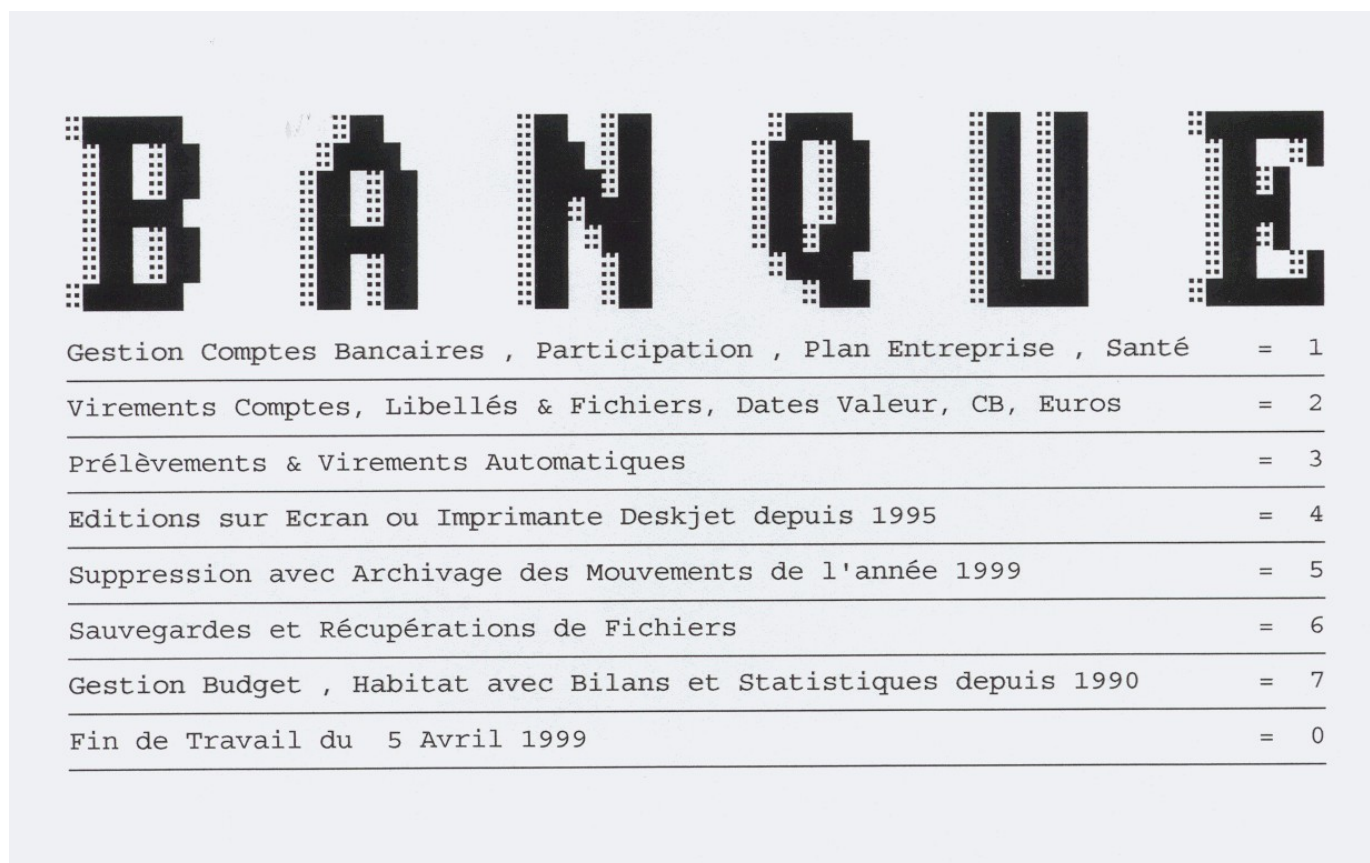 BANQUE
Gestion Comptes Bancaires , Participation , Plan Entreprise , Santé = 1
Virements Comptes, Libellés & Fichiers, Dates Valeur, CB, Euros = 2
Prélèvements & Virements Automatiques = 3
Editions sur Ecran ou Imprimante Deskjet depuis 1995 = 4
Suppression avec Archivage des Mouvements de l'année 1999 = 5
Sauvegardes et Récupérations de Fichiers = 6
Gestion Budget , Habitat avec Bilans et Statistiques depuis 1990 = 7
Fin de Travail du  5 Avril 1999 = 0